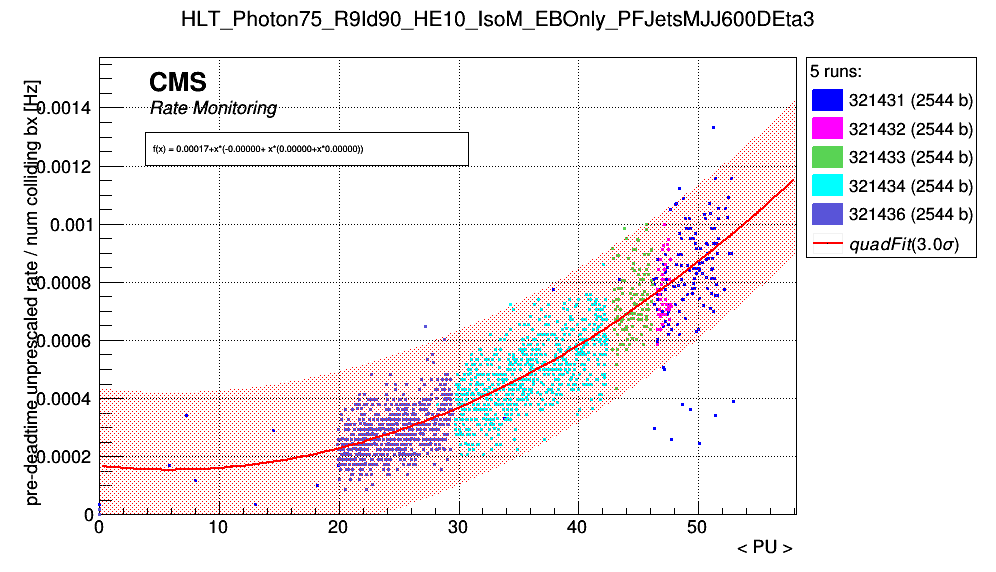 HLT_Photon75_R9Id90_HE10_IsoM_EBOnly_PFJetsMJJ600DEta3
CMS
Rate Monitoring
f(x) = 0.00017+x*(-0.00000+ x*(0.00000+x*0.00000))
pre-deadtime unprescaled rate / num colliding bx [Hz]
0.0014
0.0012
0.001
0.0008
0.0006
0.0004
0.0002
0
0 10 20 30 40 50
< PU >
5 runs:
321431 (2544 b)
321432 (2544 b)
321433 (2544 b)
321434 (2544 b)
321436 (2544 b)
quadFit(3.0σ)